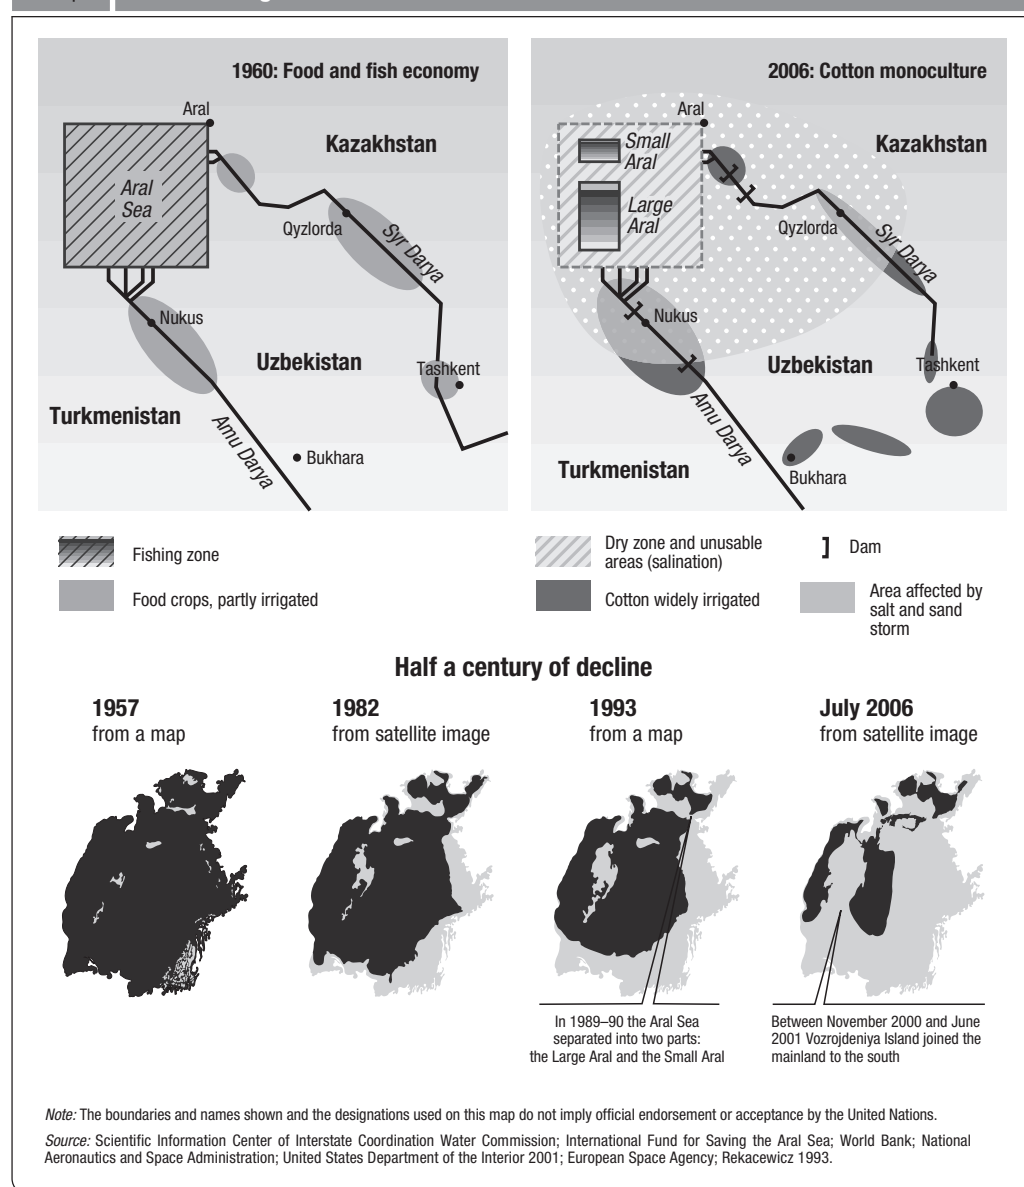 1960: Food and fish economy
Aral
Kazakhstan
Aral
Sea
Qyzlorda
Syr Darya
Nukus
Uzbekistan
Tashkent
Turkmenistan
Amu Darya
Bukhara
2006: Cotton monoculture
Aral
Small
Aral
Kazakhstan
Large
Aral
Qyzlorda
Syr Darya
Nukus
Uzbekistan
Tashkent
Amu Darya
Turkmenistan
Bukhara
Fishing zone
Food crops, partly irrigated
Dry zone and unusable
areas (salination)
Cotton widely irrigated
Dam
Area affected by
salt and sand
storm
Half a century of decline
1957
from a map
1982
from satellite image
1993
from a map
July 2006
from satellite image
In 1989–90 the Aral Sea
separated into two parts:
the Large Aral and the Small Aral
Between November 2000 and June
2001 Vozrojdeniya Island joined the
mainland to the south
Note: The boundaries and names shown and the designations used on this map do not imply official endorsement or acceptance by the United Nations.
Source: Scientific Information Center of Interstate Coordination Water Commission; International Fund for Saving the Aral Sea; World Bank; National
Aeronautics and Space Administration; United States Department of the Interior 2001; European Space Agency; Rekacewicz 1993.